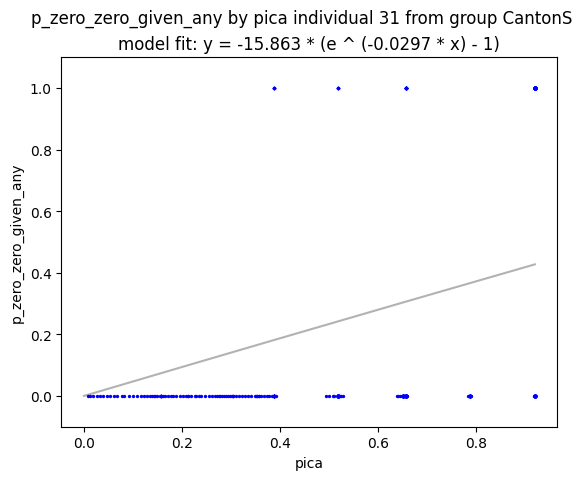 p_zero_zero_given_any by pica individual 31 from group CantonS
model fit: y = -15.863 * (e ^ (-0.0297 * x) - 1)
1.0
0.8
0.6
0.4
0.2
0.0
p_zero_zero_given_any
0.0 0.2 0.4 0.6 0.8
pica